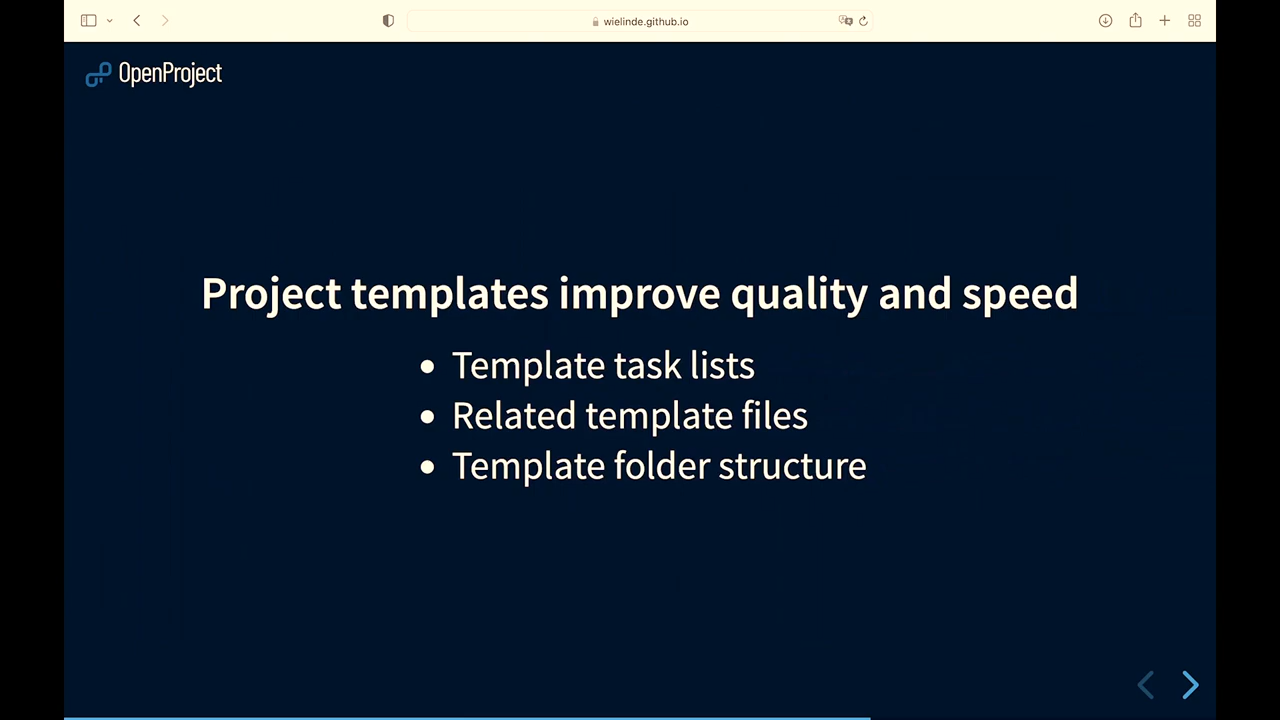 wielinde.github.io
OpenProject
Project templates improve quality and speed
Template task lists
Related template files
Template folder structure